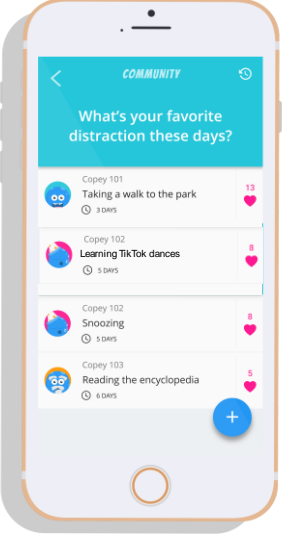 COMMUNITY
What's your favorite
distraction these days?
Copey 101
Taking a walk to the park
3 DAYS
13
Copey 102
Learning TikTok dances
5 DAYS
8
Copey 102
Snoozing
5 DAYS
8
Copey 103
Reading the encyclopedia
6 DAYS
5
+